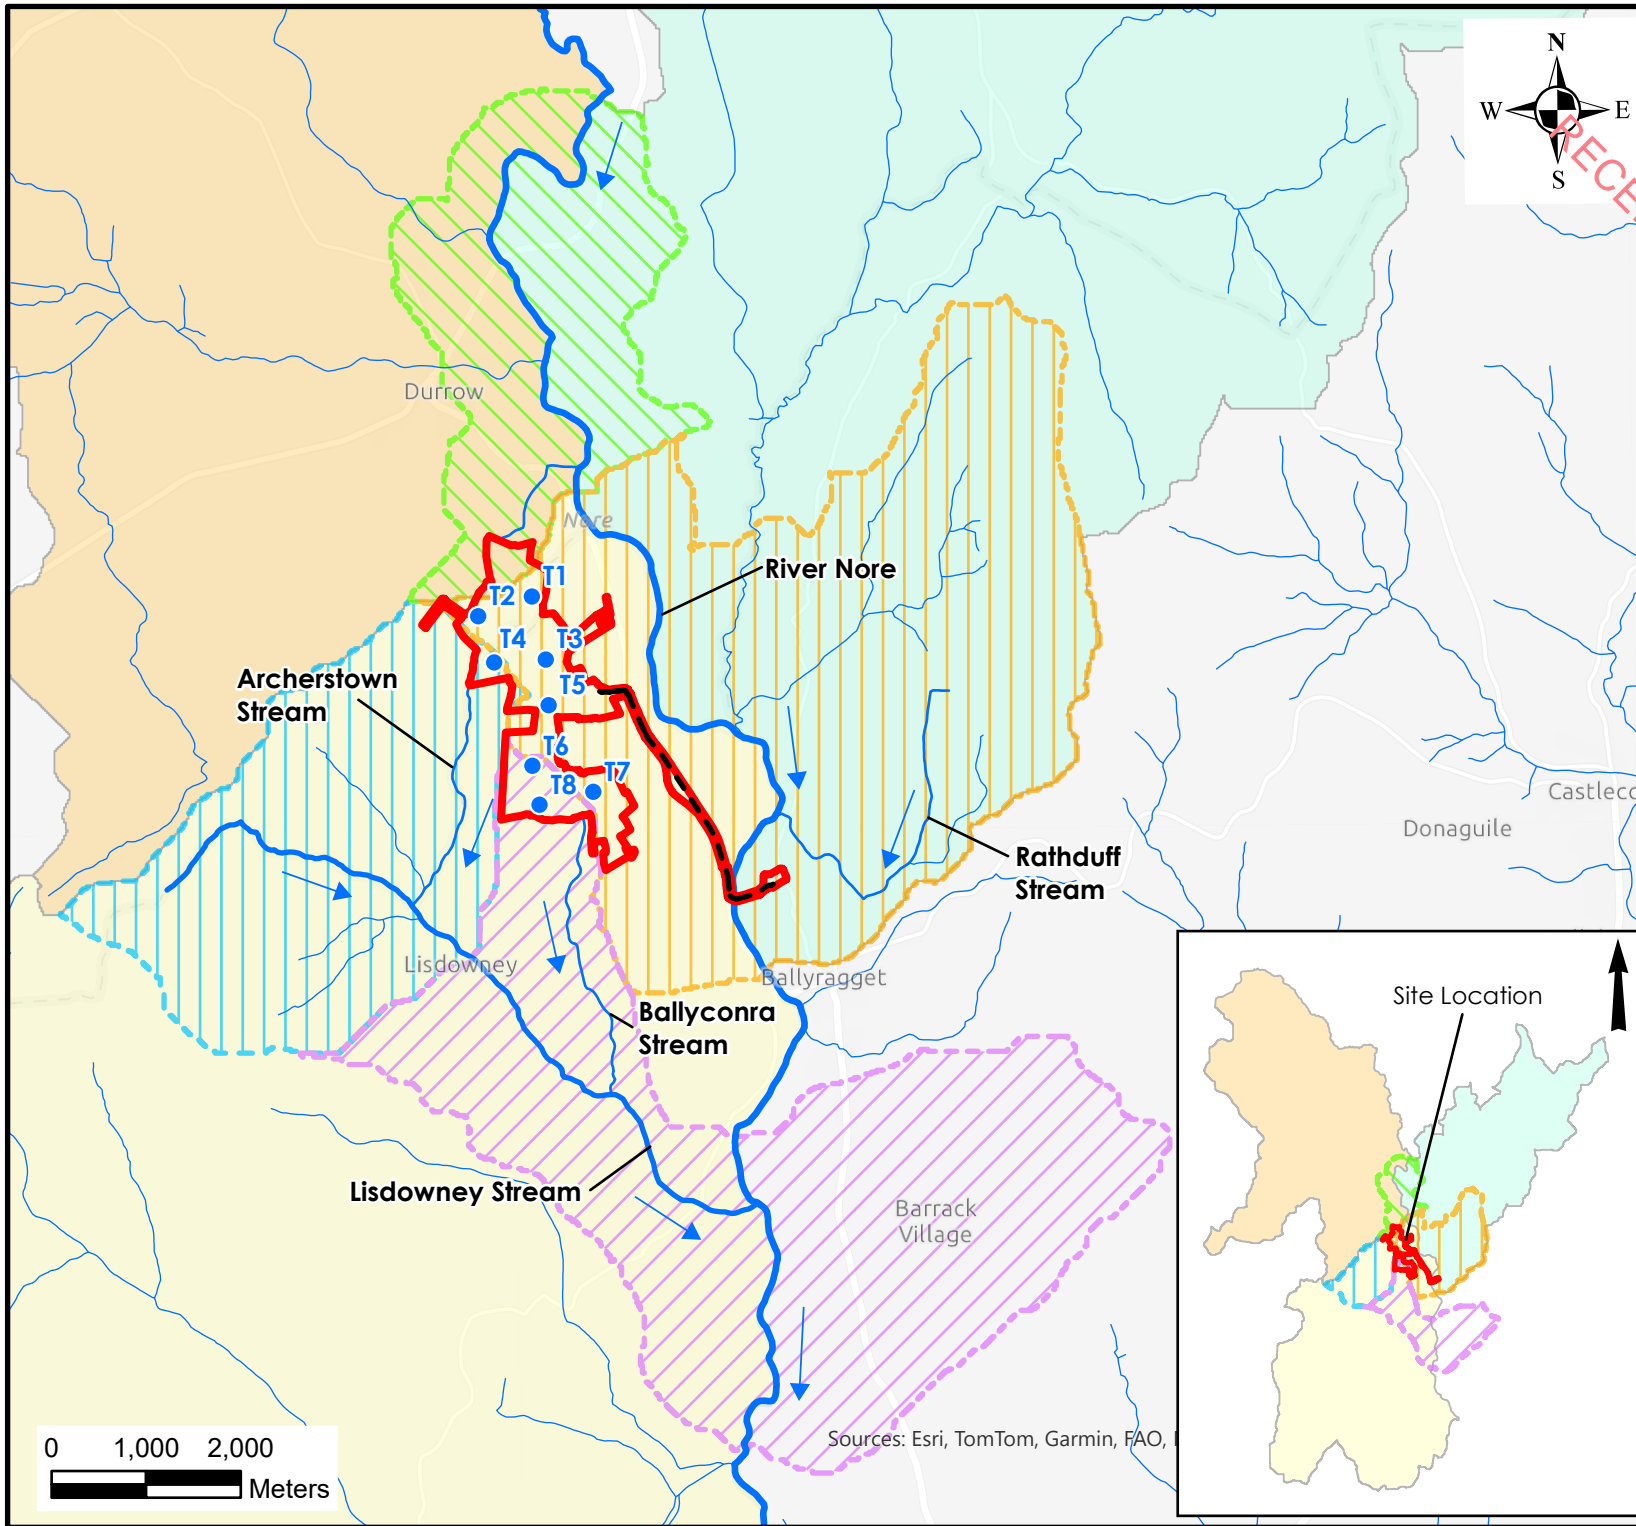 N
W
E
S
RECE
Durrow
Nore
River Nore
T1
T2
T3
T4
T5
T6
T7
T8
Archerstown
Stream
Castlecc
Donaguile
Rathduff
Stream
Lisdowney
Ballyragget
Ballyconra
Stream
Site Location
Lisdowney Stream
Barrack
Village
Sources: Esri, TomTom, Garmin, FAO,
0 1,000 2,000
Meters